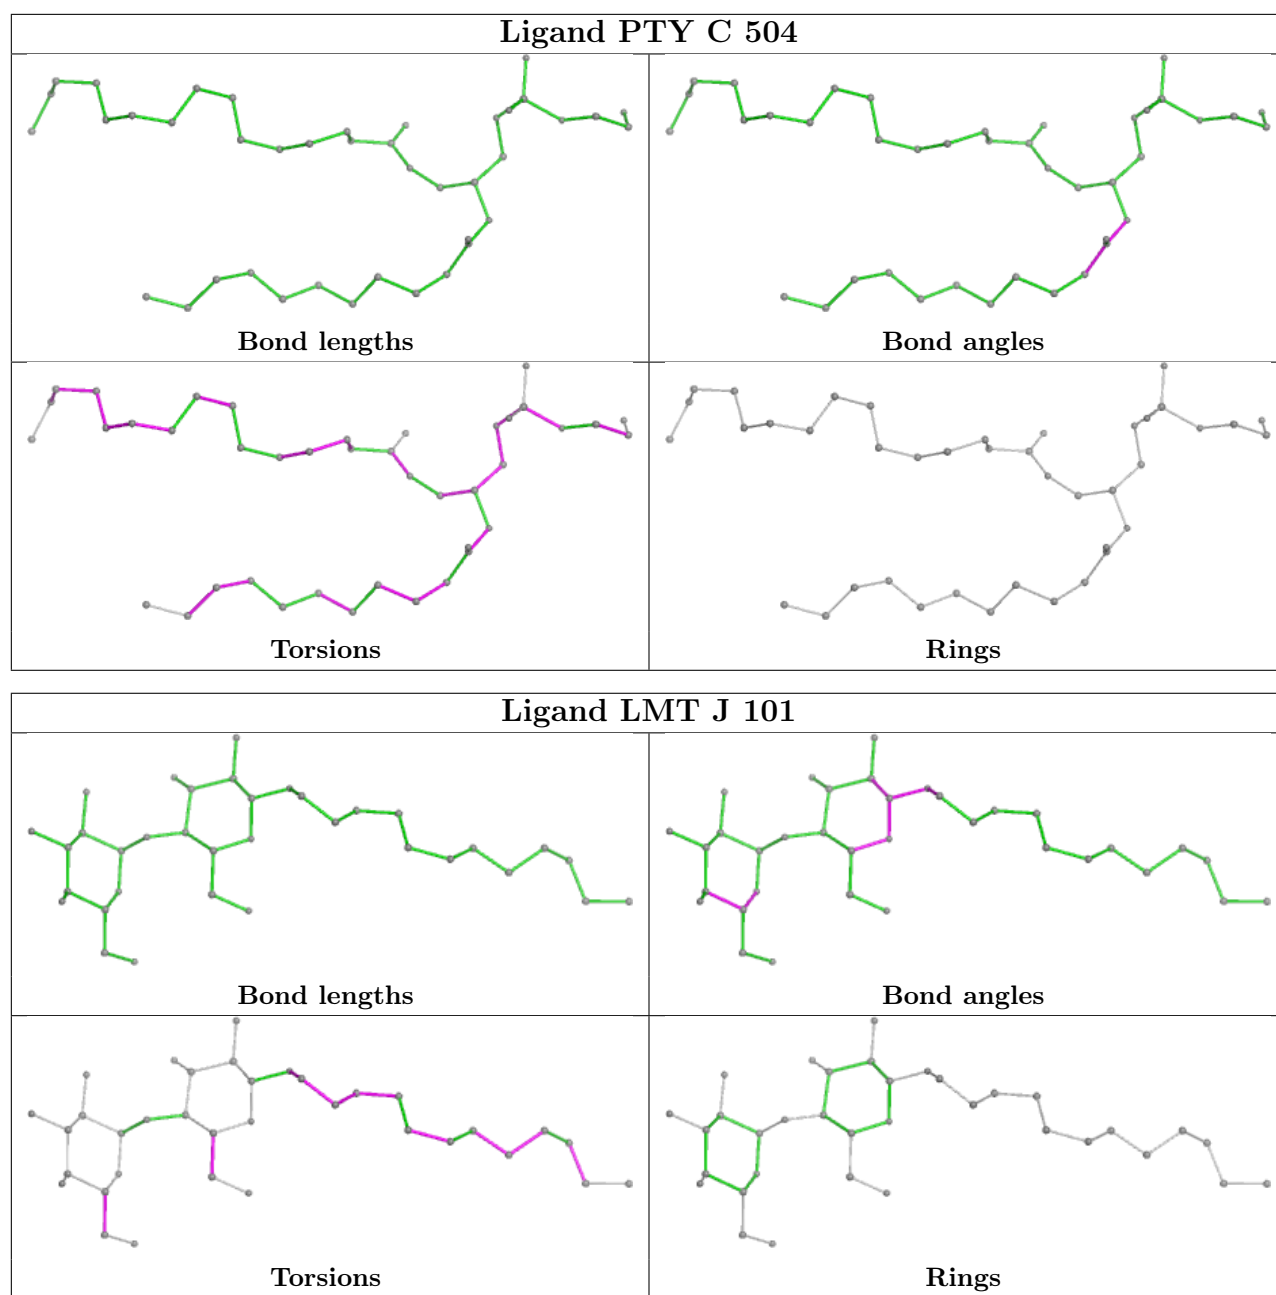 Ligand PTY C 504
Bond lengths
Bond angles
Torsions
Rings
Ligand LMT J 101
Bond lengths
Bond angles
Torsions
Rings